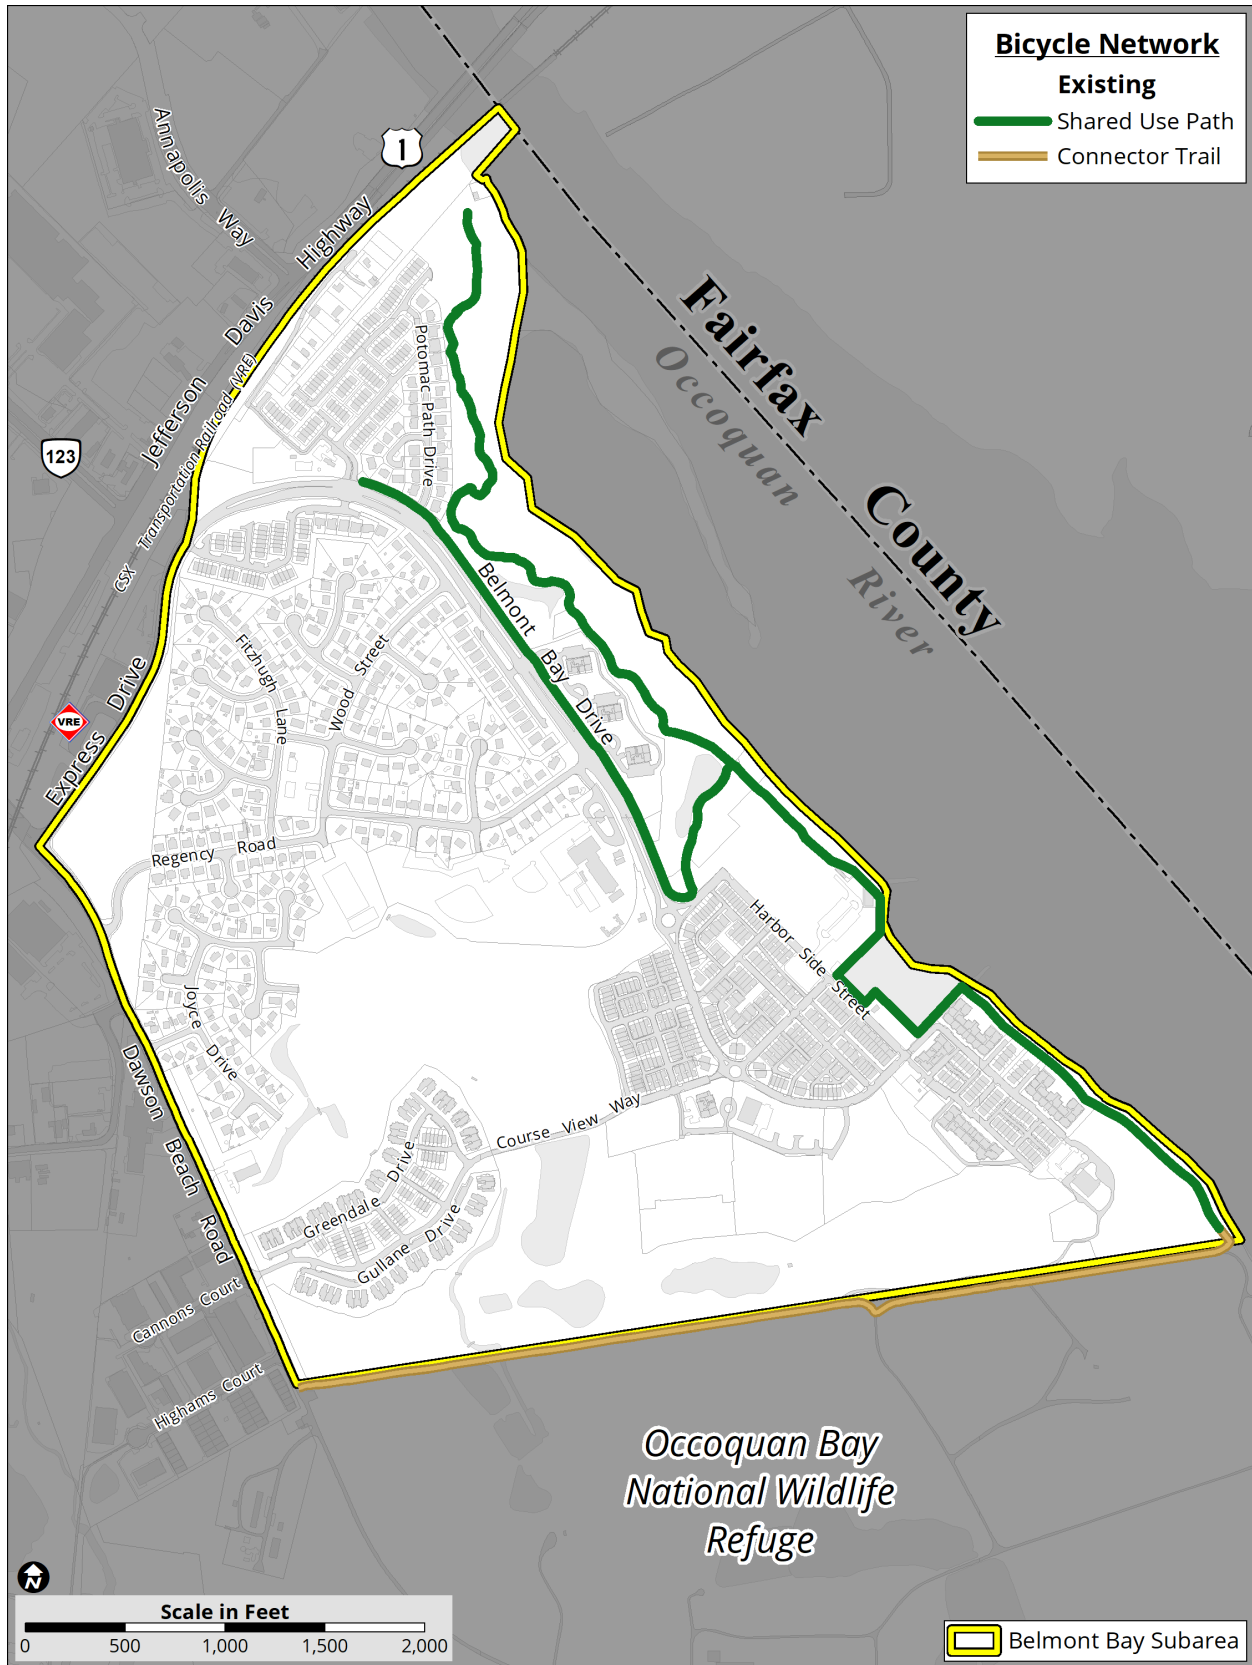 Bicycle Network
Existing
Shared Use Path
Connector Trail
Annapolis Way
1
Jefferson Davis Highway
CSX Transportation Railroad (VRE)
123
Potomac Path Drive
Fairfax County
Occoquan River
VRE
Express Drive
Fitzhugh Lane
Wood Street
Belmont Bay Drive
Regency Road
Harbor Side Street
Joyce Drive
Dawson Beach Road
Course View Way
Greendale Drive
Gullane Drive
Cannons Court
Highams Court
Occoquan Bay
National Wildlife
Refuge
N
Scale in Feet
0 500 1,000 1,500 2,000
Belmont Bay Subarea